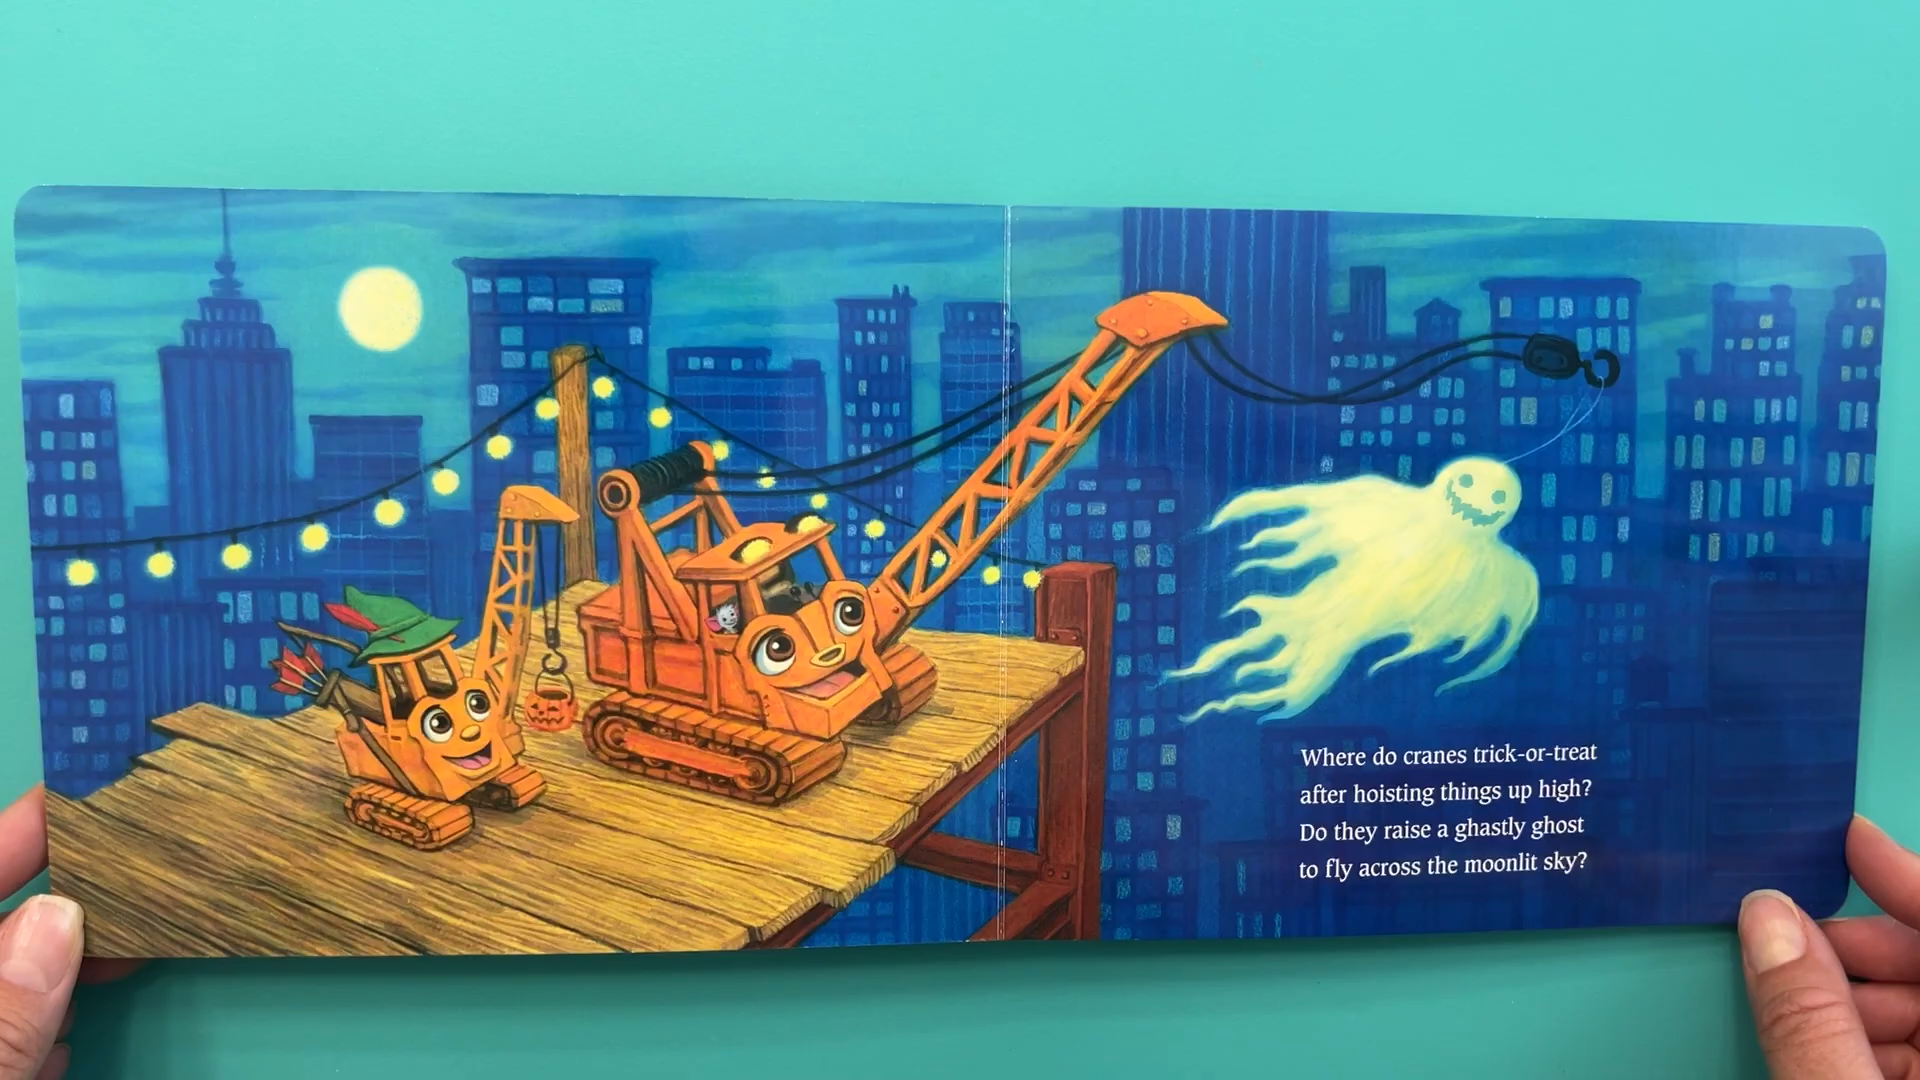 Where do cranes trick-or-treat
after hoisting things up high?
Do they raise a ghastly ghost
to fly across the moonlit sky?